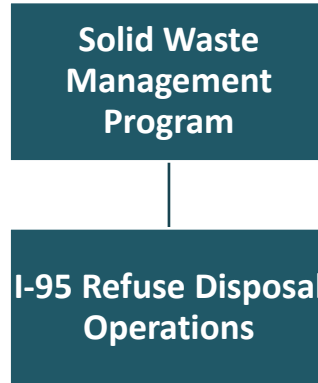 Solid Waste
Management
Program
I-95 Refuse Disposal
Operations